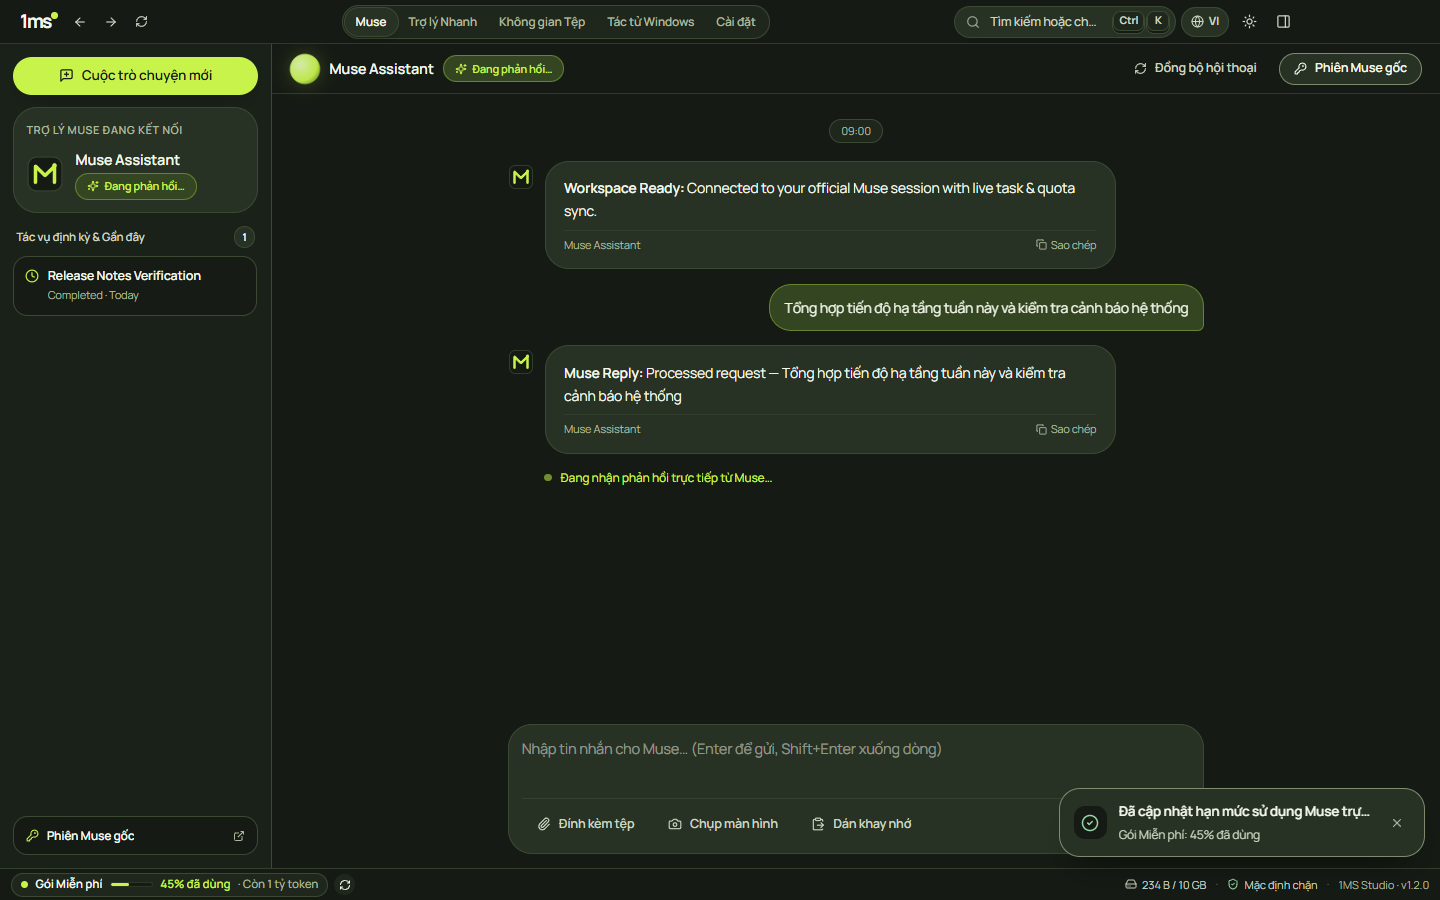 1ms
Muse
Trợ lý Nhanh
Không gian Tệp
Tác tử Windows
Cài đặt
Tìm kiếm hoặc ch...
Ctrl
K
VI
Cuộc trò chuyện mới
TRỢ LÝ MUSE ĐANG KẾT NỐI
Muse Assistant
Đang phản hồi...
Tác vụ định kỳ & Gần đây
1
Release Notes Verification
Completed · Today
Phiên Muse gốc
Muse Assistant
Đang phản hồi...
Đồng bộ hội thoại
Phiên Muse gốc
09:00
Workspace Ready: Connected to your official Muse session with live task & quota
sync.
Muse Assistant
Sao chép
Tổng hợp tiến độ hạ tầng tuần này và kiểm tra cảnh báo hệ thống
Muse Reply: Processed request — Tổng hợp tiến độ hạ tầng tuần này và kiểm tra
cảnh báo hệ thống
Muse Assistant
Sao chép
Đang nhận phản hồi trực tiếp từ Muse...
Nhập tin nhắn cho Muse... (Enter để gửi, Shift+Enter xuống dòng)
Đính kèm tệp
Chụp màn hình
Dán khay nhớ
Đã cập nhật hạn mức sử dụng Muse trự...
Gói Miễn phí: 45% đã dùng
Gói Miễn phí
45% đã dùng
· Còn 1 tỷ token
234 B / 10 GB
· Mặc định chặn
· 1MS Studio · v1.2.0